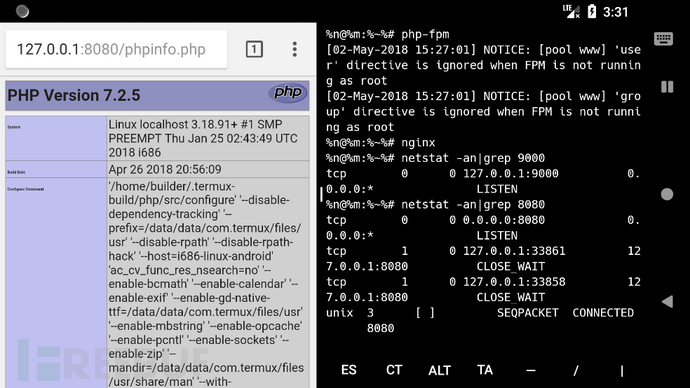 LTE 3:31
127.0.0.1:8080/phpinfo.php 1
PHP Version 7.2.5
php
System
Linux localhost 3.18.91+ #1 SMP
PREEMPT Thu Jan 25 02:43:49 UTC
2018 i686
Build Date
Apr 26 2018 20:56:09
Configure Command
'/home/builder/.termux-
build/php/src/configure' '--disable-
dependency-tracking' '--
prefix=/data/data/com.termux/files/
usr' '--disable-rpath' '--disable-rpath-
hack' '--host=i686-linux-android'
'ac_cv_func_res_nsearch=no' '--
enable-bcmath' '--enable-calendar' '--
enable-exif' '--enable-gd-native-
ttf=/data/data/com.termux/files/usr'
'--enable-mbstring' '--enable-opcache'
'--enable-pcntl' '--enable-sockets' '--
enable-zip' '--
mandir=/data/data/com.termux/files
/usr/share/man' '--with-
%n@%m:%~%# php-fpm
[02-May-2018 15:27:01] NOTICE: [pool www] 'use
r' directive is ignored when FPM is not runnin
g as root
[02-May-2018 15:27:01] NOTICE: [pool www] 'gro
up' directive is ignored when FPM is not runni
ng as root
%n@%m:%~%# nginx
%n@%m:%~%# netstat -an|grep 9000
tcp 0 0 127.0.0.1:9000 0.
0.0.0:* LISTEN
%n@%m:%~%# netstat -an|grep 8080
tcp 0 0 0.0.0.0:8080 0.
0.0.0:* LISTEN
tcp 1 0 127.0.0.1:33861 12
7.0.0.1:8080 CLOSE_WAIT
tcp 1 0 127.0.0.1:33858 12
7.0.0.1:8080 CLOSE_WAIT
unix 3 [ ] SEQPACKET CONNECTED
8080
ES CT ALT TA — / |